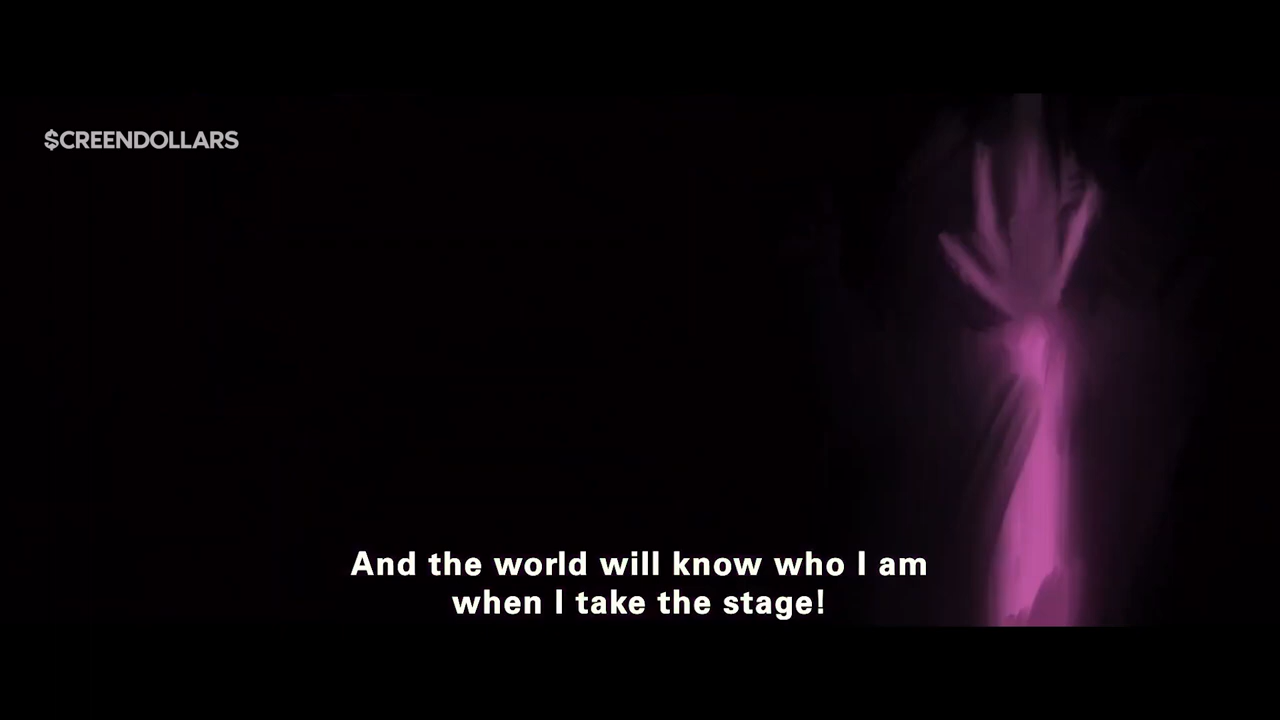 $CREENDOLLARS
And the world will know who I am
when I take the stage!